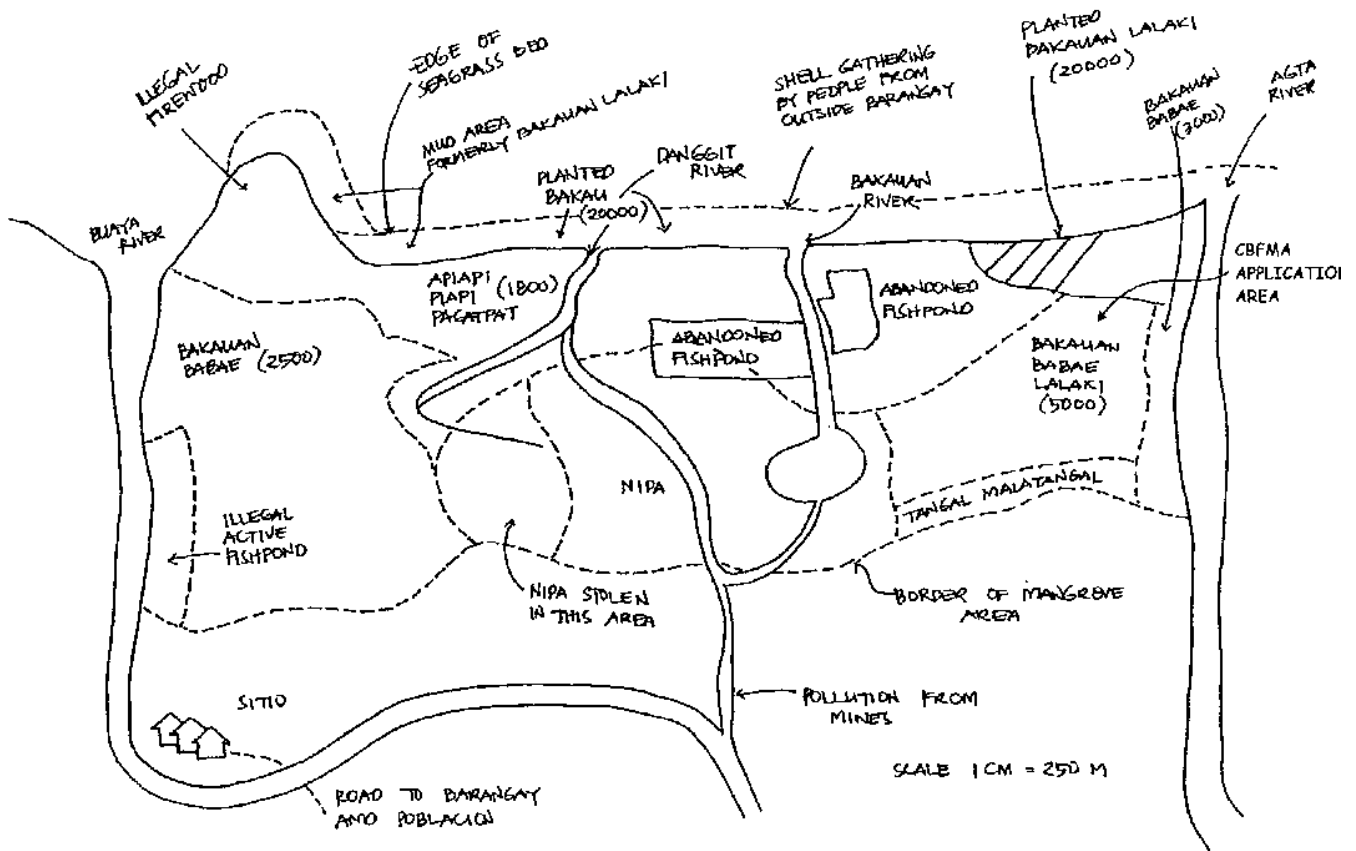 ILLEGAL
FIREWOOD
EDGE OF
SEAGRASS BED
MUD AREA
FORMERLY BAKAUAN LALAKI
PLANTED
BAKAU
(20000)
DANGGIT
RIVER
SHELL GATHERING
BY PEOPLE FROM
OUTSIDE BARANGAY
BAKAUAN
RIVER
PLANTED
BAKAUAN LALAKI
(20000)
BAKAUAN
BABAE
(3000)
AGTA
RIVER
BUAYA
RIVER
CBFMA
APPLICATION
AREA
APIAPI
PIAPI (1800)
PAGATPAT
BAKAUAN
BABAE (2500)
ABANDONED
FISHPOND
ABANDONED
FISHPOND
BAKAUAN
BABAE
LALAKI
(5000)
NIPA
TANGAL MALATANGAL
ILLEGAL
ACTIVE
FISHPOND
NIPA STOLEN
IN THIS AREA
BORDER OF MANGROVE
AREA
SITIO
POLLUTION FROM
MINES
SCALE 1 CM = 250 M
ROAD TO BARANGAY
AND POBLACION